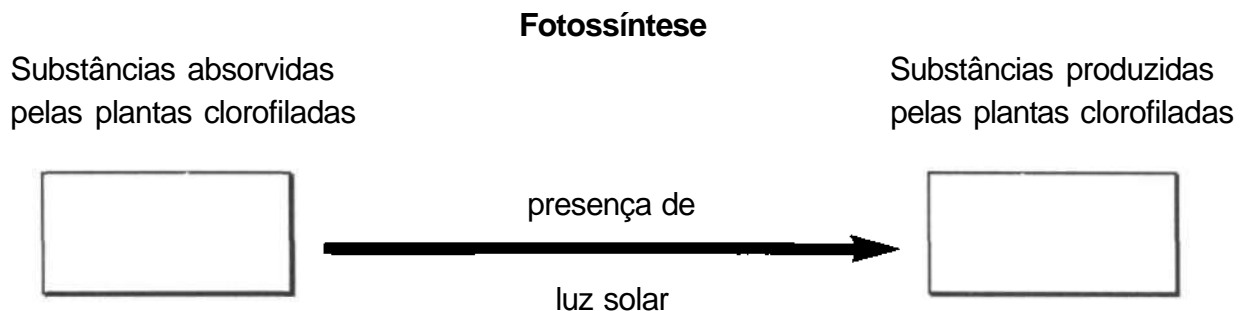 Fotossíntese
Substâncias absorvidas
pelas plantas clorofiladas
Substâncias produzidas
pelas plantas clorofiladas
presença de
luz solar